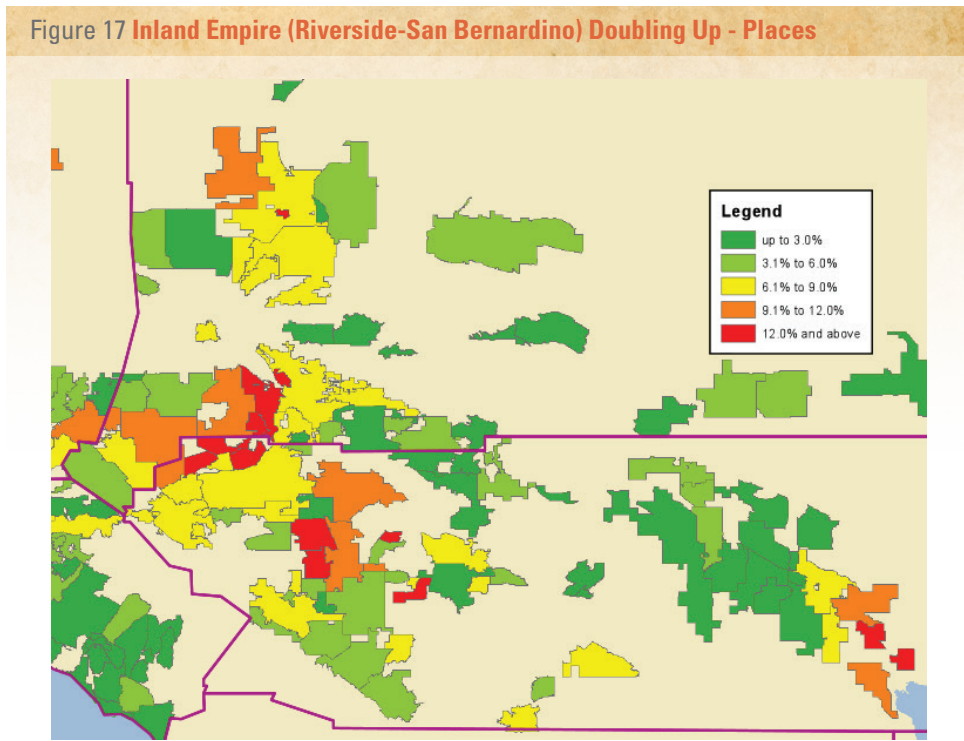 Figure 17 Inland Empire (Riverside-San Bernardino) Doubling Up - Places
Legend
up to 3.0%
3.1% to 6.0%
6.1% to 9.0%
9.1% to 12.0%
12.0% and above